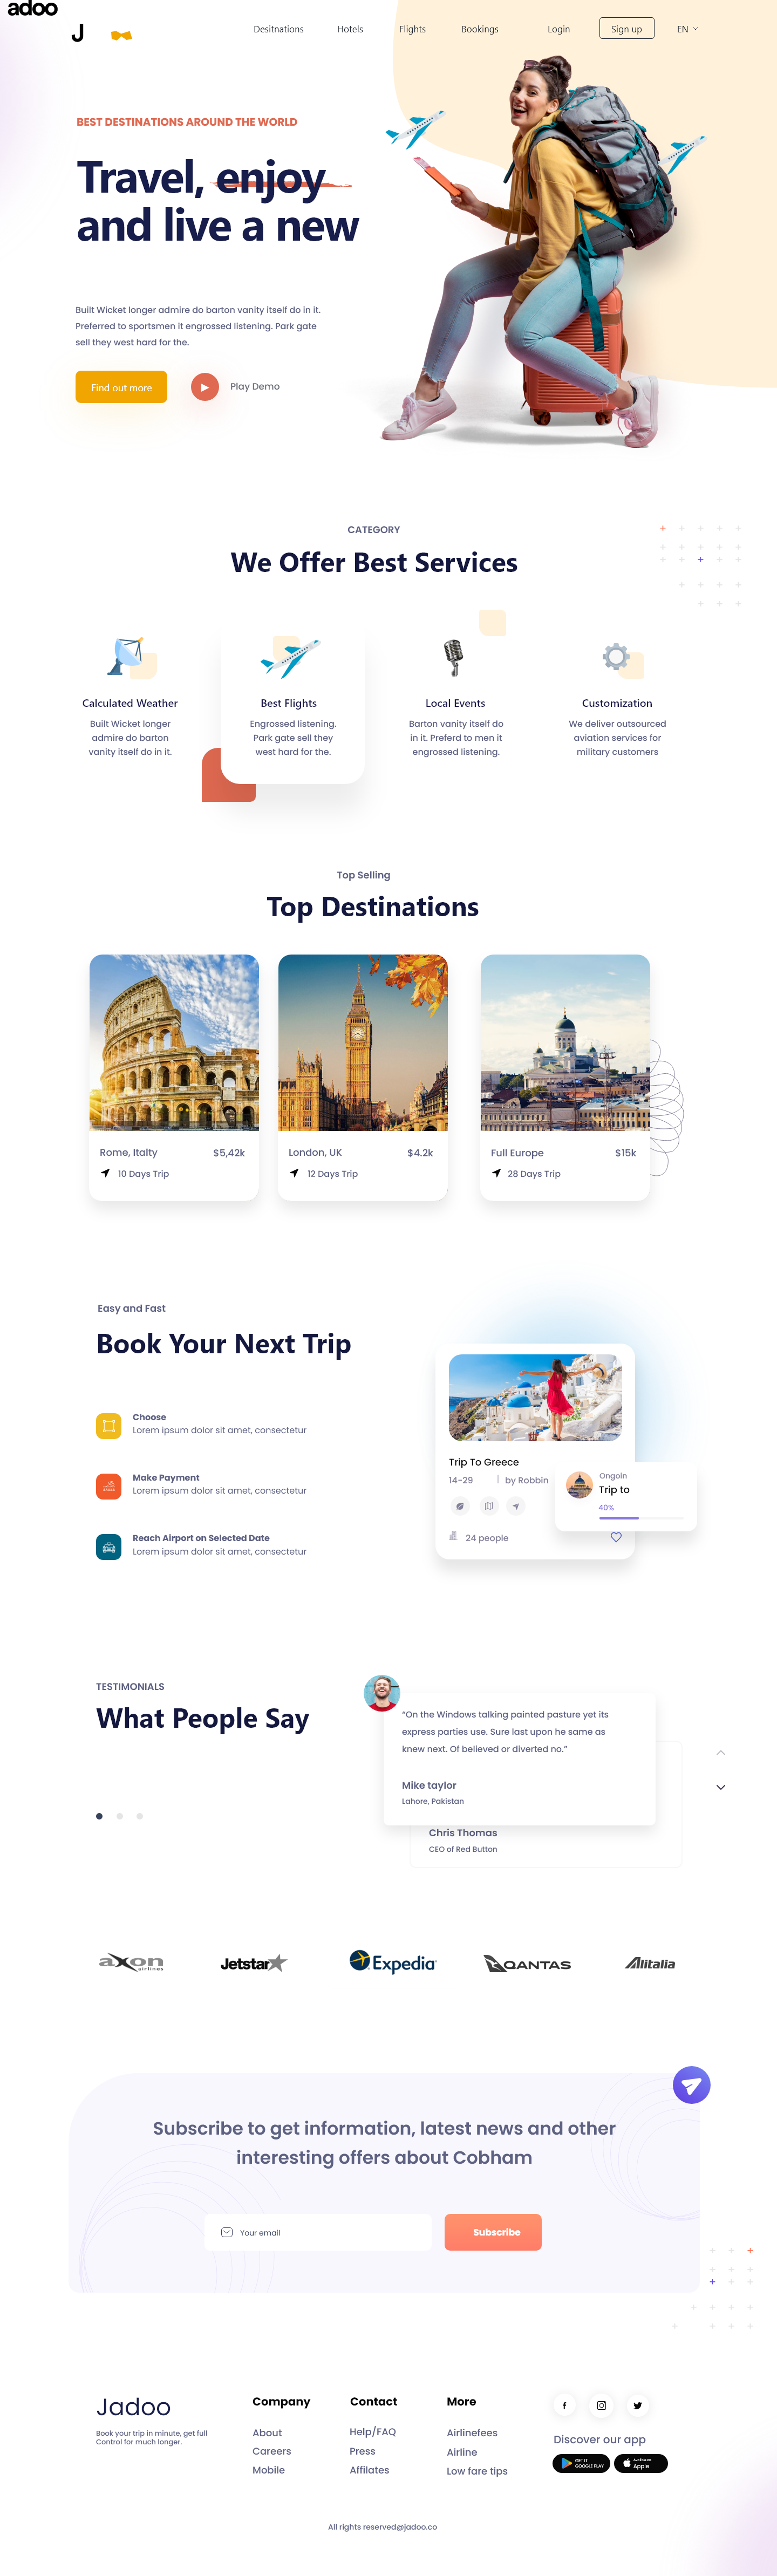 adoo
J
Desitnations Hotels Flights Bookings Login Sign up EN
BEST DESTINATIONS AROUND THE WORLD
Travel, enjoy
and live a new
Built Wicket longer admire do barton vanity itself do in it.
Preferred to sportsmen it engrossed listening. Park gate
sell they west hard for the.
Find out more
Play Demo
CATEGORY
We Offer Best Services
Calculated Weather
Built Wicket longer
admire do barton
vanity itself do in it.
Best Flights
Engrossed listening.
Park gate sell they
west hard for the.
Local Events
Barton vanity itself do
in it. Preferd to men it
engrossed listening.
Customization
We deliver outsourced
aviation services for
military customers
Top Selling
Top Destinations
Rome, Italty $5,42k
10 Days Trip
London, UK $4.2k
12 Days Trip
Full Europe $15k
28 Days Trip
Easy and Fast
Book Your Next Trip
Choose
Lorem ipsum dolor sit amet, consectetur
Make Payment
Lorem ipsum dolor sit amet, consectetur
Reach Airport on Selected Date
Lorem ipsum dolor sit amet, consectetur
Trip To Greece
14-29 | by Robbin
24 people
Ongoin
Trip to
40%
TESTIMONIALS
What People Say
“On the Windows talking painted pasture yet its
express parties use. Sure last upon he same as
knew next. Of believed or diverted no.”
Mike taylor
Lahore, Pakistan
Chris Thomas
CEO of Red Button
axon
airlines
Jetstar
Expedia
QANTAS
Alitalia
Subscribe to get information, latest news and other
interesting offers about Cobham
Your email
Subscribe
Jadoo
Book your trip in minute, get full
Control for much longer.
Company
About
Careers
Mobile
Contact
Help/FAQ
Press
Affilates
More
Airlinefees
Airline
Low fare tips
Discover our app
GET IT
GOOGLE PLAY
Available on
Apple
All rights reserved@jadoo.co